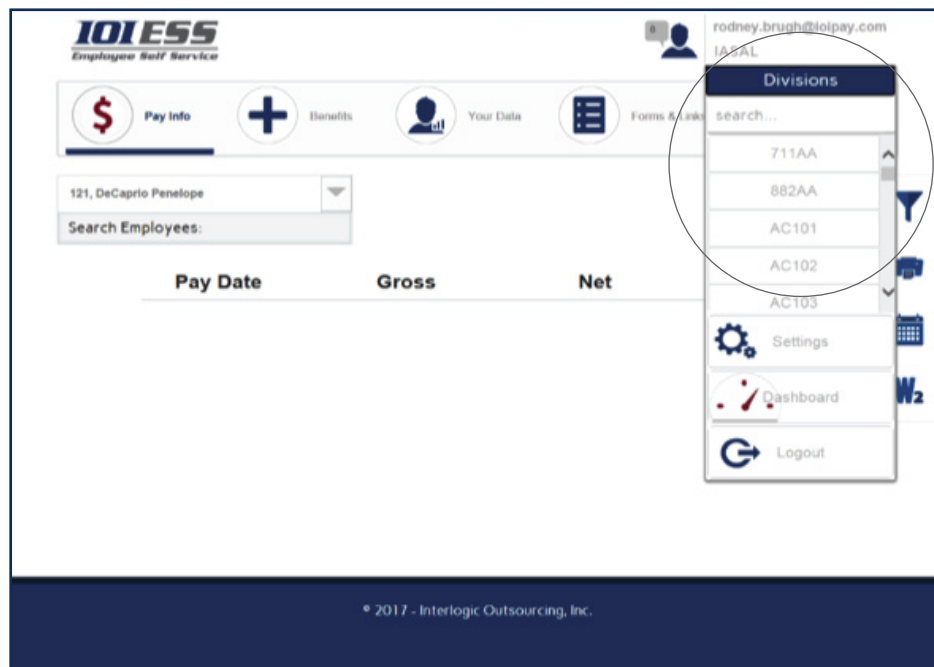 IOI ESS
Employee Self Service
0
rodney.brugh@ioipay.com
IASAL
Divisions
search...
711AA
882AA
AC101
AC102
AC103
Settings
Dashboard
Logout
$ Pay Info
Benefits
Your Data
Forms & Links
121, DeCaprio Penelope
Search Employees:
Pay Date Gross Net
W2
© 2017 - Interlogic Outsourcing, Inc.